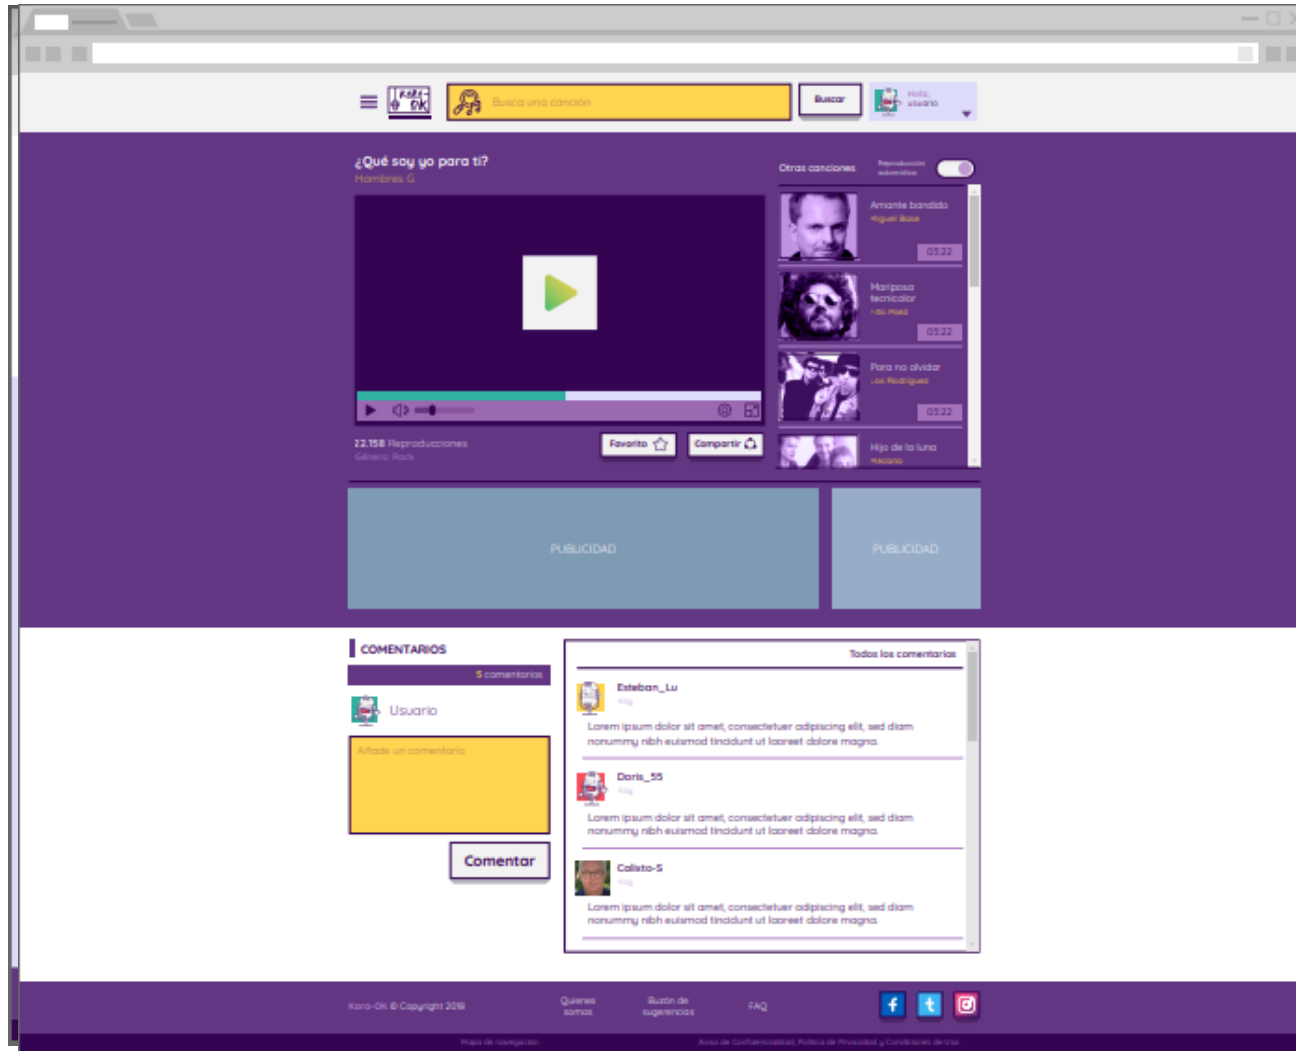 KARA-
OK
Busca una canción
Buscar
Hola,
usuario
¿Qué soy yo para ti?
Hombres G
Otras canciones
Reproducción
automática
Amante bandido
Miguel Bose
03:22
Mariposa
tecnicolor
Fito Páez
03:22
Para no olvidar
Los Rodríguez
03:22
Hijo de la luna
Mecano
22.158 Reproducciones
Género: Rock
Favorito
Compartir
PUBLICIDAD
PUBLICIDAD
COMENTARIOS
5 comentarios
Usuario
Añade un comentario
Comentar
Todos los comentarios
Esteban_Lu
Lorem ipsum dolor sit amet, consectetuer adipiscing elit, sed diam
nonummy nibh euismod tincidunt ut laoreet dolore magna.
Doris_55
Lorem ipsum dolor sit amet, consectetuer adipiscing elit, sed diam
nonummy nibh euismod tincidunt ut laoreet dolore magna.
Calixto-S
Lorem ipsum dolor sit amet, consectetuer adipiscing elit, sed diam
nonummy nibh euismod tincidunt ut laoreet dolore magna.
Kara-OK © Copyright 2018
Quienes
somos
Buzón de
sugerencias
FAQ
Mapa de navegación
Aviso de Confidencialidad, Política de Privacidad y Condiciones de Uso